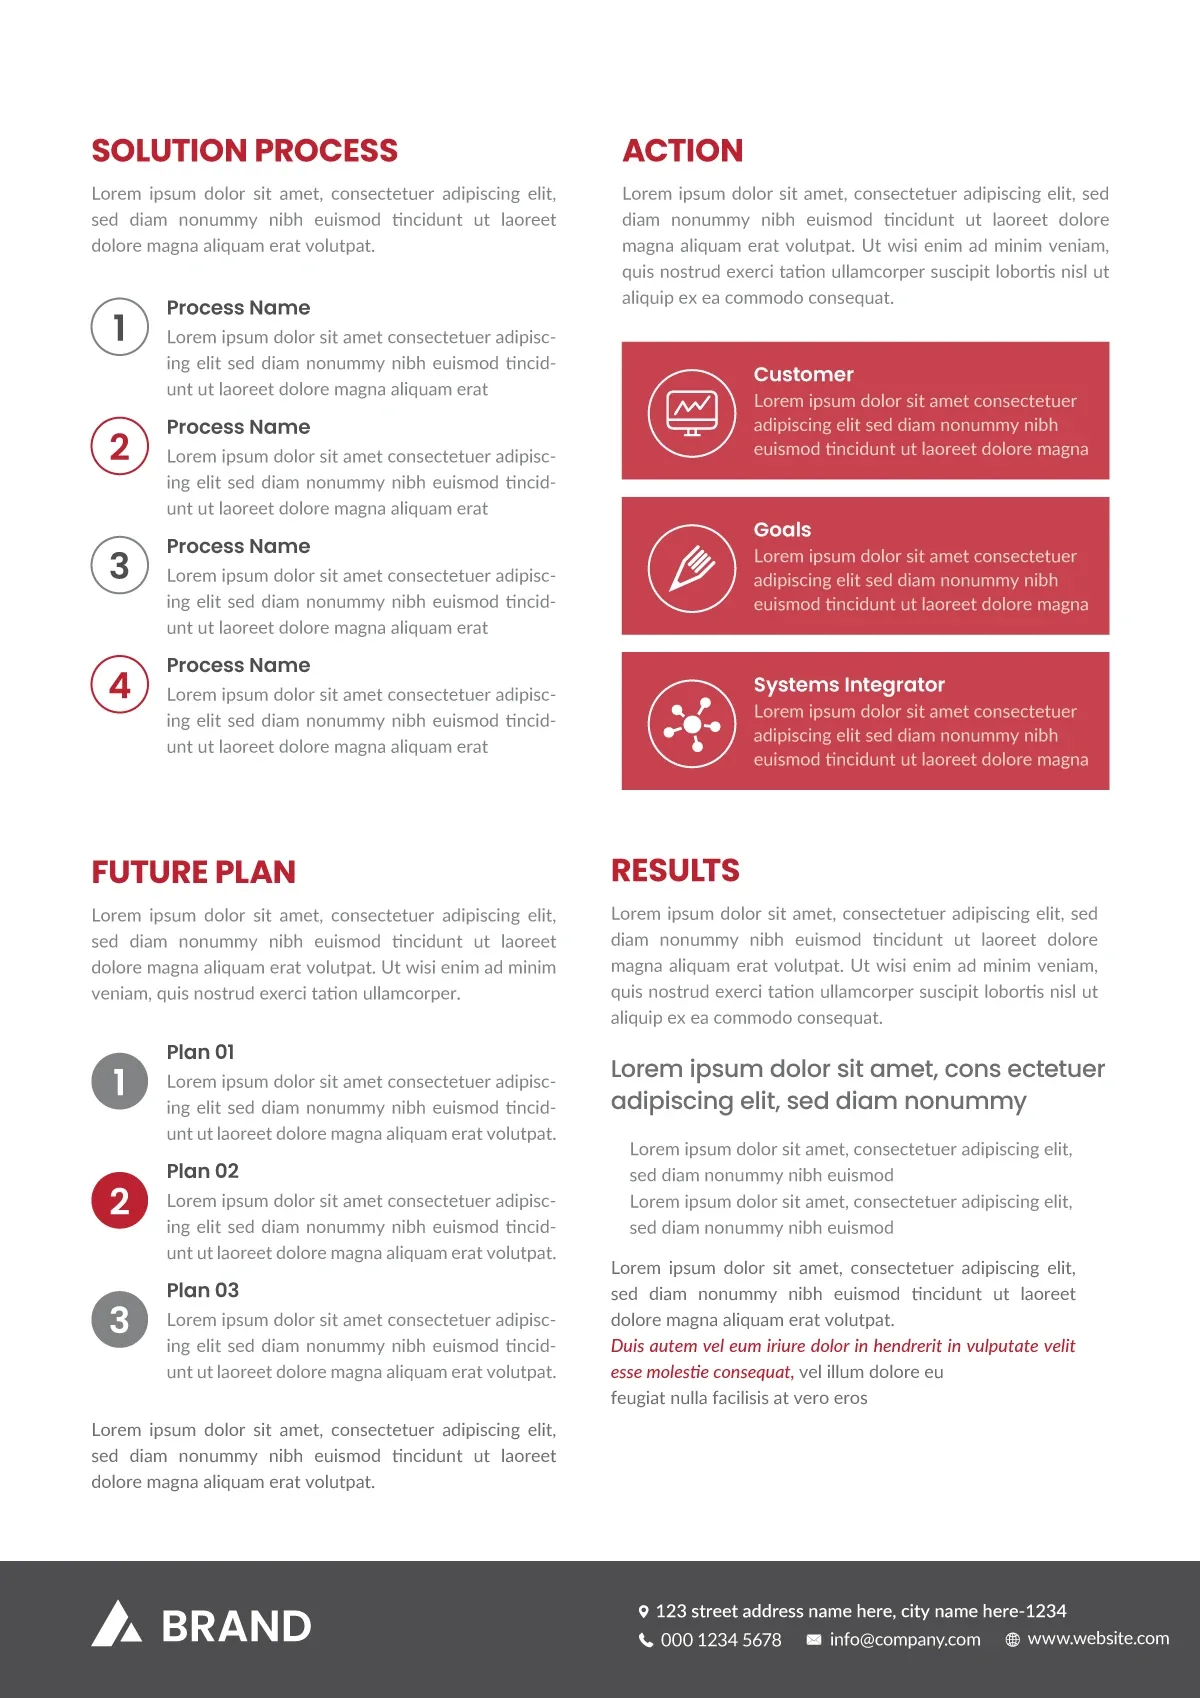 SOLUTION PROCESS
Lorem ipsum dolor sit amet, consectetuer adipiscing elit,
sed diam nonummy nibh euismod tincidunt ut laoreet
dolore magna aliquam erat volutpat.
1
Process Name
Lorem ipsum dolor sit amet consectetuer adipisc-
ing elit sed diam nonummy nibh euismod tincid-
unt ut laoreet dolore magna aliquam erat
2
Process Name
Lorem ipsum dolor sit amet consectetuer adipisc-
ing elit sed diam nonummy nibh euismod tincid-
unt ut laoreet dolore magna aliquam erat
3
Process Name
Lorem ipsum dolor sit amet consectetuer adipisc-
ing elit sed diam nonummy nibh euismod tincid-
unt ut laoreet dolore magna aliquam erat
4
Process Name
Lorem ipsum dolor sit amet consectetuer adipisc-
ing elit sed diam nonummy nibh euismod tincid-
unt ut laoreet dolore magna aliquam erat
ACTION
Lorem ipsum dolor sit amet, consectetuer adipiscing elit, sed
diam nonummy nibh euismod tincidunt ut laoreet dolore
magna aliquam erat volutpat. Ut wisi enim ad minim veniam,
quis nostrud exerci tation ullamcorper suscipit lobortis nisl ut
aliquip ex ea commodo consequat.
Customer
Lorem ipsum dolor sit amet consectetuer
adipiscing elit sed diam nonummy nibh
euismod tincidunt ut laoreet dolore magna
Goals
Lorem ipsum dolor sit amet consectetuer
adipiscing elit sed diam nonummy nibh
euismod tincidunt ut laoreet dolore magna
Systems Integrator
Lorem ipsum dolor sit amet consectetuer
adipiscing elit sed diam nonummy nibh
euismod tincidunt ut laoreet dolore magna
FUTURE PLAN
Lorem ipsum dolor sit amet, consectetuer adipiscing elit,
sed diam nonummy nibh euismod tincidunt ut laoreet
dolore magna aliquam erat volutpat. Ut wisi enim ad minim
veniam, quis nostrud exerci tation ullamcorper.
1
Plan 01
Lorem ipsum dolor sit amet consectetuer adipisc-
ing elit sed diam nonummy nibh euismod tincid-
unt ut laoreet dolore magna aliquam erat volutpat.
2
Plan 02
Lorem ipsum dolor sit amet consectetuer adipisc-
ing elit sed diam nonummy nibh euismod tincid-
unt ut laoreet dolore magna aliquam erat volutpat.
3
Plan 03
Lorem ipsum dolor sit amet consectetuer adipisc-
ing elit sed diam nonummy nibh euismod tincid-
unt ut laoreet dolore magna aliquam erat volutpat.
Lorem ipsum dolor sit amet, consectetuer adipiscing elit,
sed diam nonummy nibh euismod tincidunt ut laoreet
dolore magna aliquam erat volutpat.
RESULTS
Lorem ipsum dolor sit amet, consectetuer adipiscing elit, sed
diam nonummy nibh euismod tincidunt ut laoreet dolore
magna aliquam erat volutpat. Ut wisi enim ad minim veniam,
quis nostrud exerci tation ullamcorper suscipit lobortis nisl ut
aliquip ex ea commodo consequat.
Lorem ipsum dolor sit amet, cons ectetuer
adipiscing elit, sed diam nonummy
Lorem ipsum dolor sit amet, consectetuer adipiscing elit,
sed diam nonummy nibh euismod
Lorem ipsum dolor sit amet, consectetuer adipiscing elit,
sed diam nonummy nibh euismod
Lorem ipsum dolor sit amet, consectetuer adipiscing elit,
sed diam nonummy nibh euismod tincidunt ut laoreet
dolore magna aliquam erat volutpat.
Duis autem vel eum iriure dolor in hendrerit in vulputate velit
esse molestie consequat, vel illum dolore eu
feugiat nulla facilisis at vero eros
BRAND
123 street address name here, city name here-1234
000 1234 5678 info@company.com www.website.com